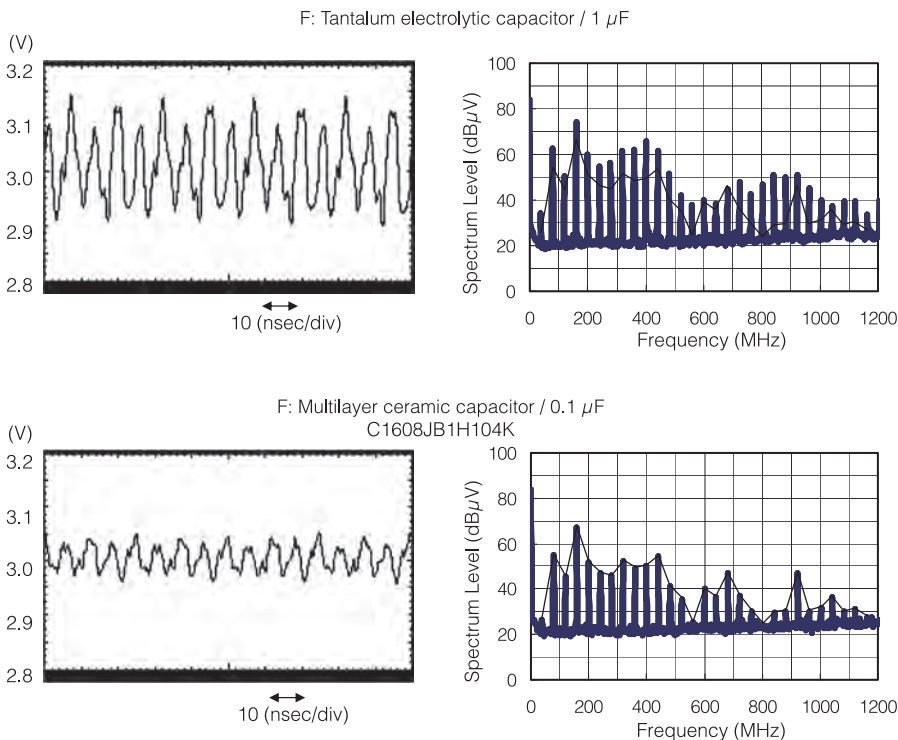 F: Tantalum electrolytic capacitor / 1 µF
(V)
3.2
3.1
3.0
2.9
2.8
10 (nsec/div)
Spectrum Level (dBµV)
100
80
60
40
20
0
0 200 400 600 800 1000 1200
Frequency (MHz)
F: Multilayer ceramic capacitor / 0.1 µF
C1608JB1H104K
(V)
3.2
3.1
3.0
2.9
2.8
10 (nsec/div)
Spectrum Level (dBµV)
100
80
60
40
20
0
0 200 400 600 800 1000 1200
Frequency (MHz)